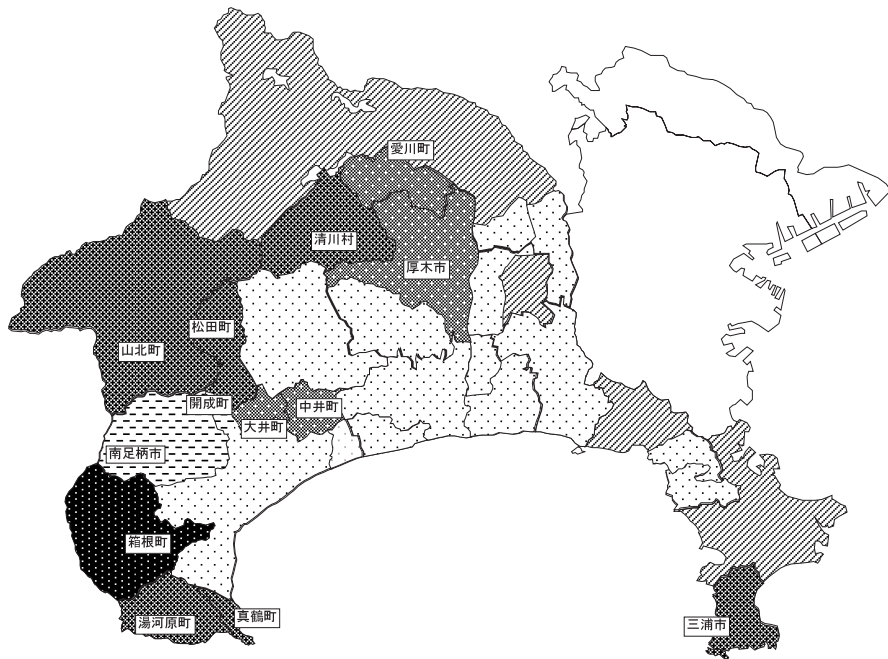 愛川町
清川村
厚木市
松田町
山北町
開成町
中井町
大井町
南足柄市
箱根町
真鶴町
湯河原町
三浦市